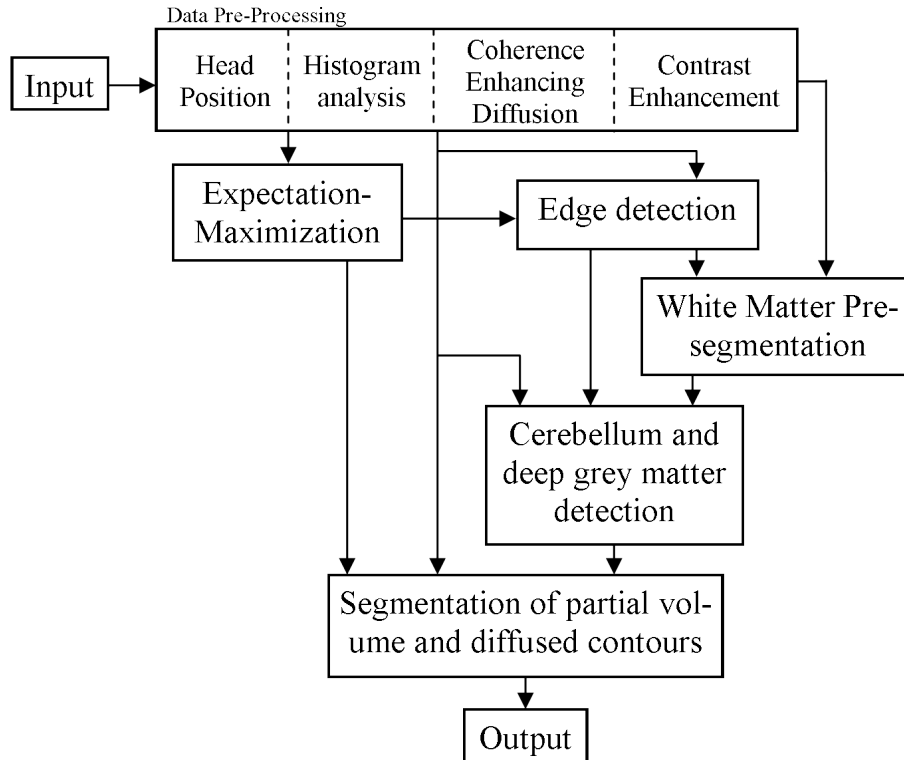 Data Pre-Processing
Input
Head
Position
Histogram
analysis
Coherence
Enhancing
Diffusion
Contrast
Enhancement
Expectation-
Maximization
Edge detection
White Matter Pre-
segmentation
Cerebellum and
deep grey matter
detection
Segmentation of partial vol-
ume and diffused contours
Output